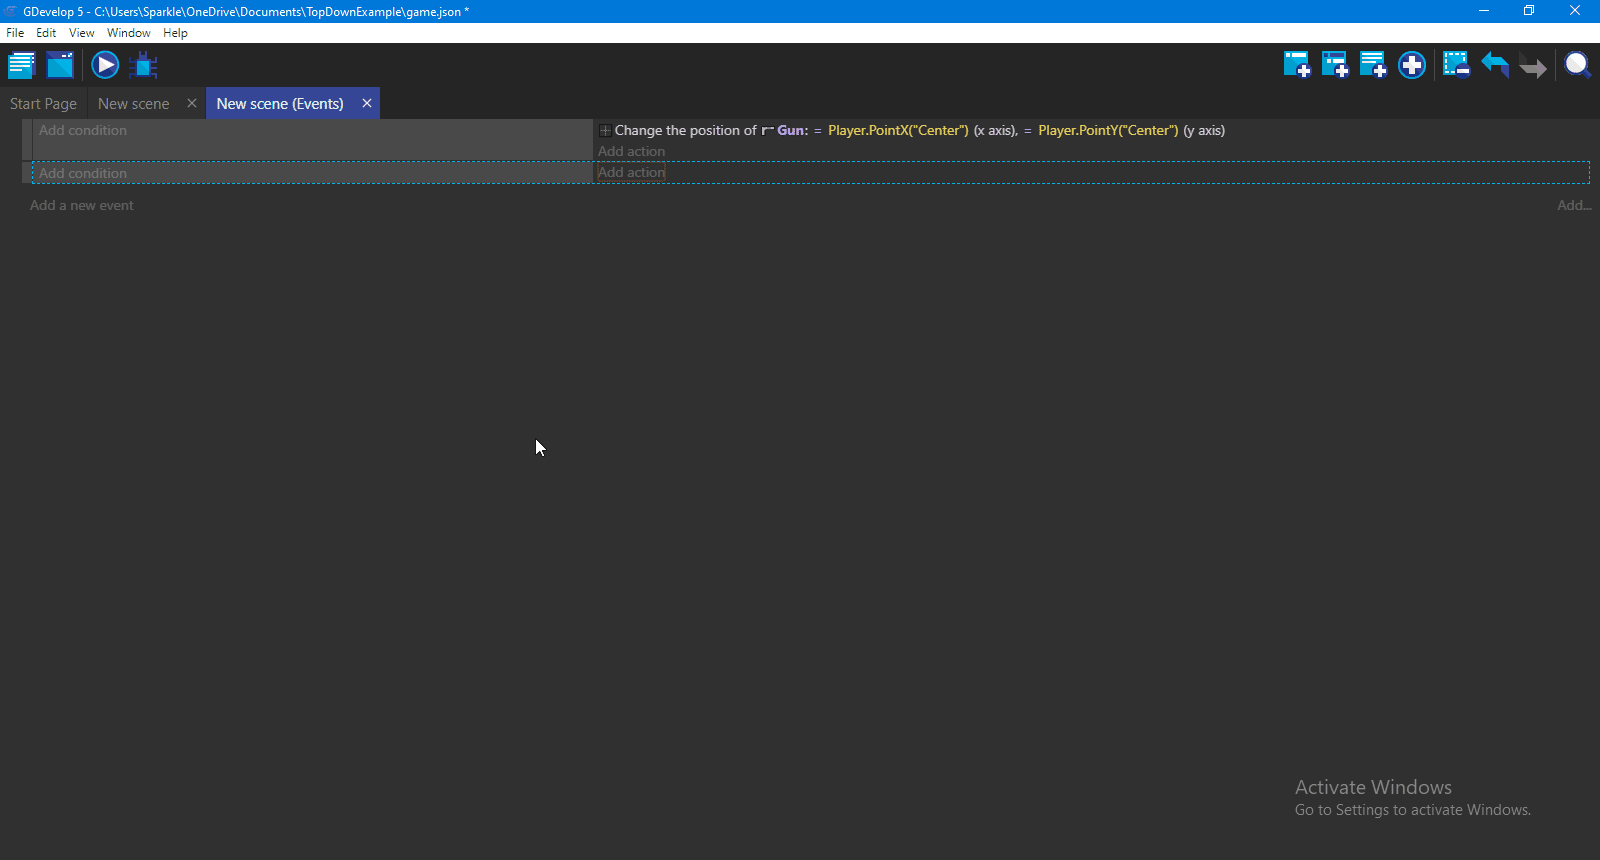 GDevelop 5 - C:\Users\Sparkle\OneDrive\Documents\TopDownExample\game.json *
File Edit View Window Help
Start Page New scene × New scene (Events) ×
Add condition Change the position of Gun: = Player.PointX("Center") (x axis), = Player.PointY("Center") (y axis)
Add action
Add condition Add action
Add a new event Add...
Activate Windows
Go to Settings to activate Windows.